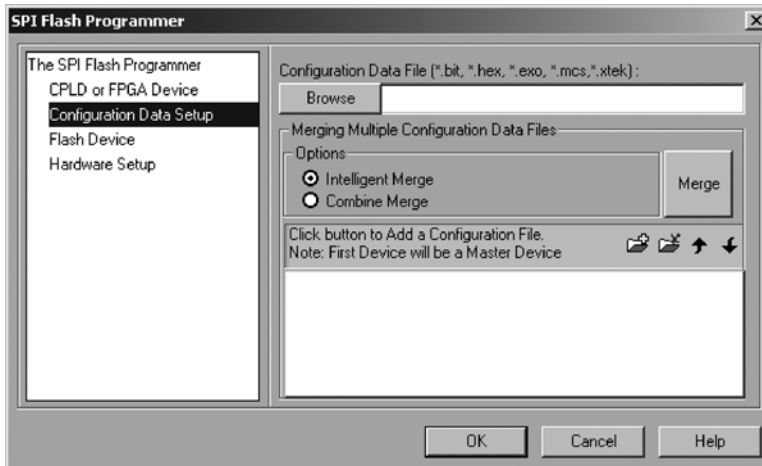 SPI Flash Programmer
The SPI Flash Programmer
CPLD or FPGA Device
Configuration Data Setup
Flash Device
Hardware Setup
Configuration Data File (*.bit, *.hex, *.exo, *.mcs,*.xtek) :
Browse
Merging Multiple Configuration Data Files
Options
Intelligent Merge
Combine Merge
Merge
Click button to Add a Configuration File.
Note: First Device will be a Master Device
OK
Cancel
Help